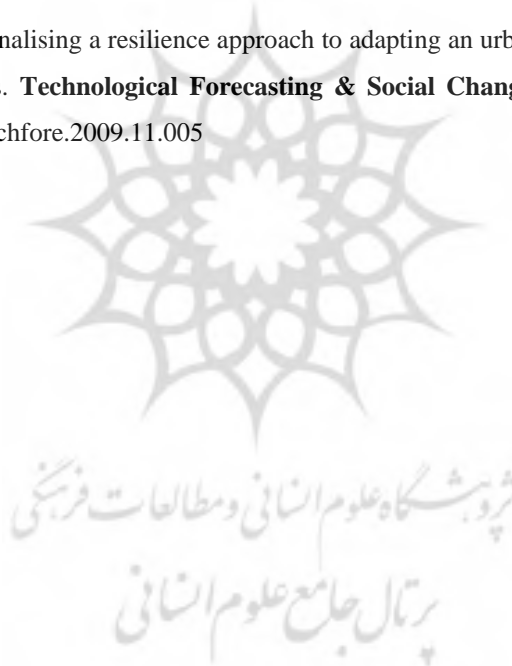 nalising a resilience approach to adapting an urb
. Technological Forecasting & Social Chang
chfore.2009.11.005
پژوهشگاه علوم انسانی و مطالعات فرهنگی
پرتال جامع علوم انسانی